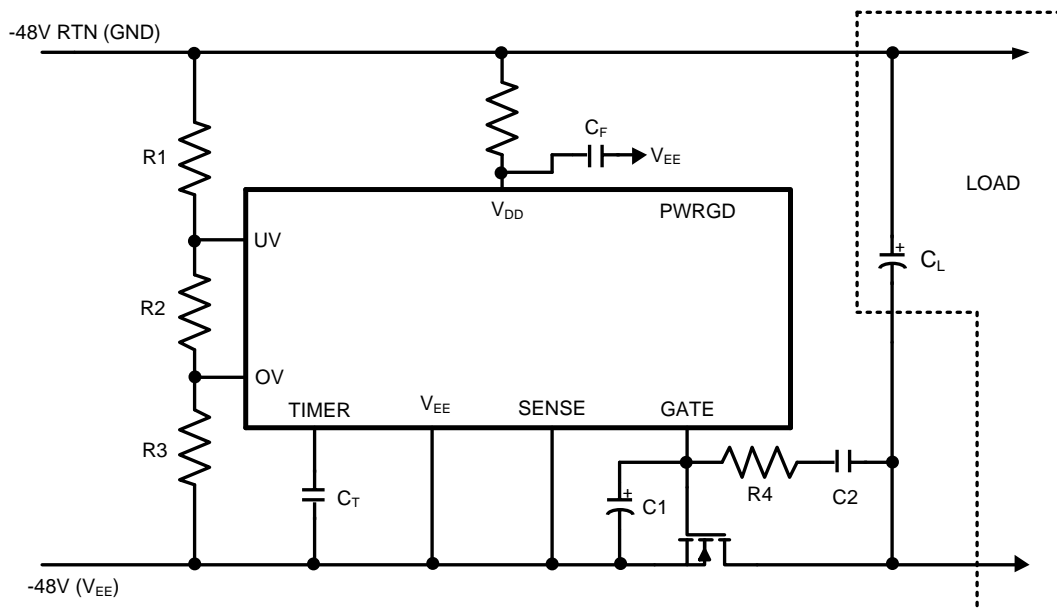 -48V RTN (GND)
R1
C_F
V_EE
LOAD
V_DD
PWRGD
UV
+
C_L
R2
OV
TIMER
V_EE
SENSE
GATE
R3
C_T
+
C1
R4
C2
-48V (V_EE)